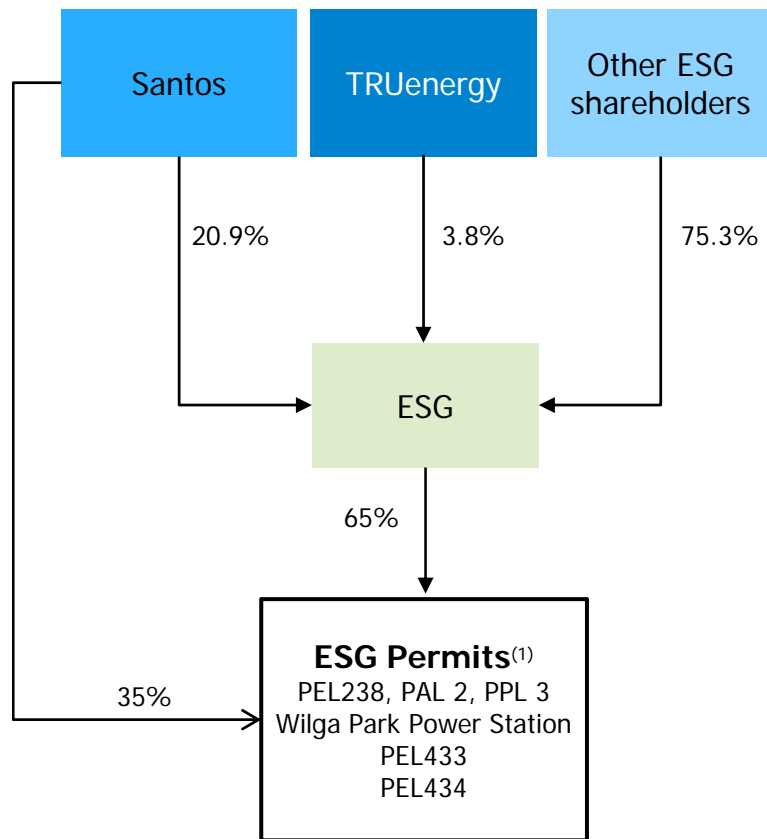 Santos
TRUenergy
Other ESG
shareholders
20.9%
3.8%
75.3%
ESG
65%
35%
ESG Permits(1)
PEL238, PAL 2, PPL 3
Wilga Park Power Station
PEL433
PEL434